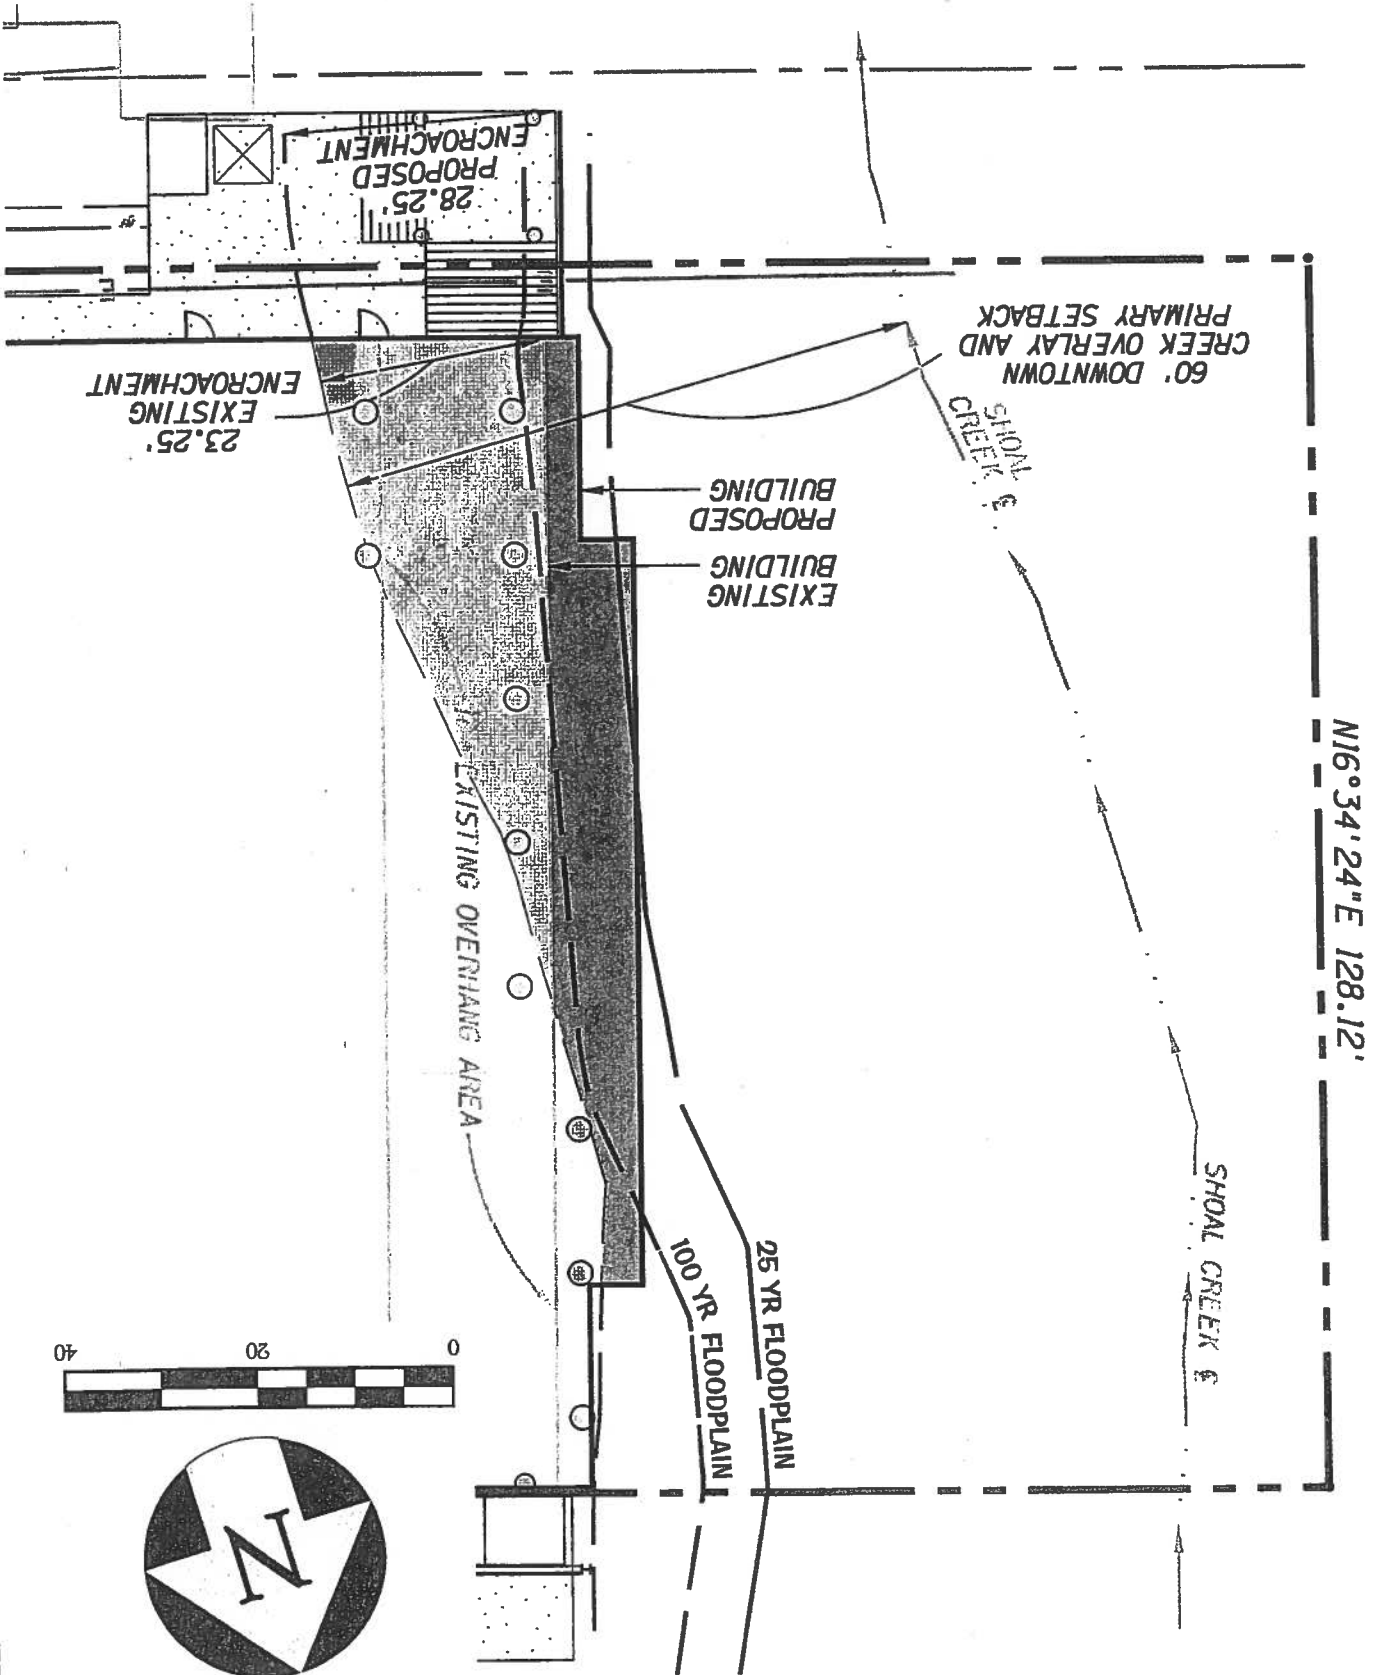 28.25'
PROPOSED
ENCROACHMENT
60' DOWNTOWN
CREEK OVERLAY AND
PRIMARY SETBACK
23.25'
EXISTING
ENCROACHMENT
SHOAL
CREEK ℄
PROPOSED
BUILDING
EXISTING
BUILDING
N16°34'24"E 128.12'
EXISTING OVERHANG AREA
SHOAL CREEK ℄
100 YR FLOODPLAIN
25 YR FLOODPLAIN
0
20
40
N